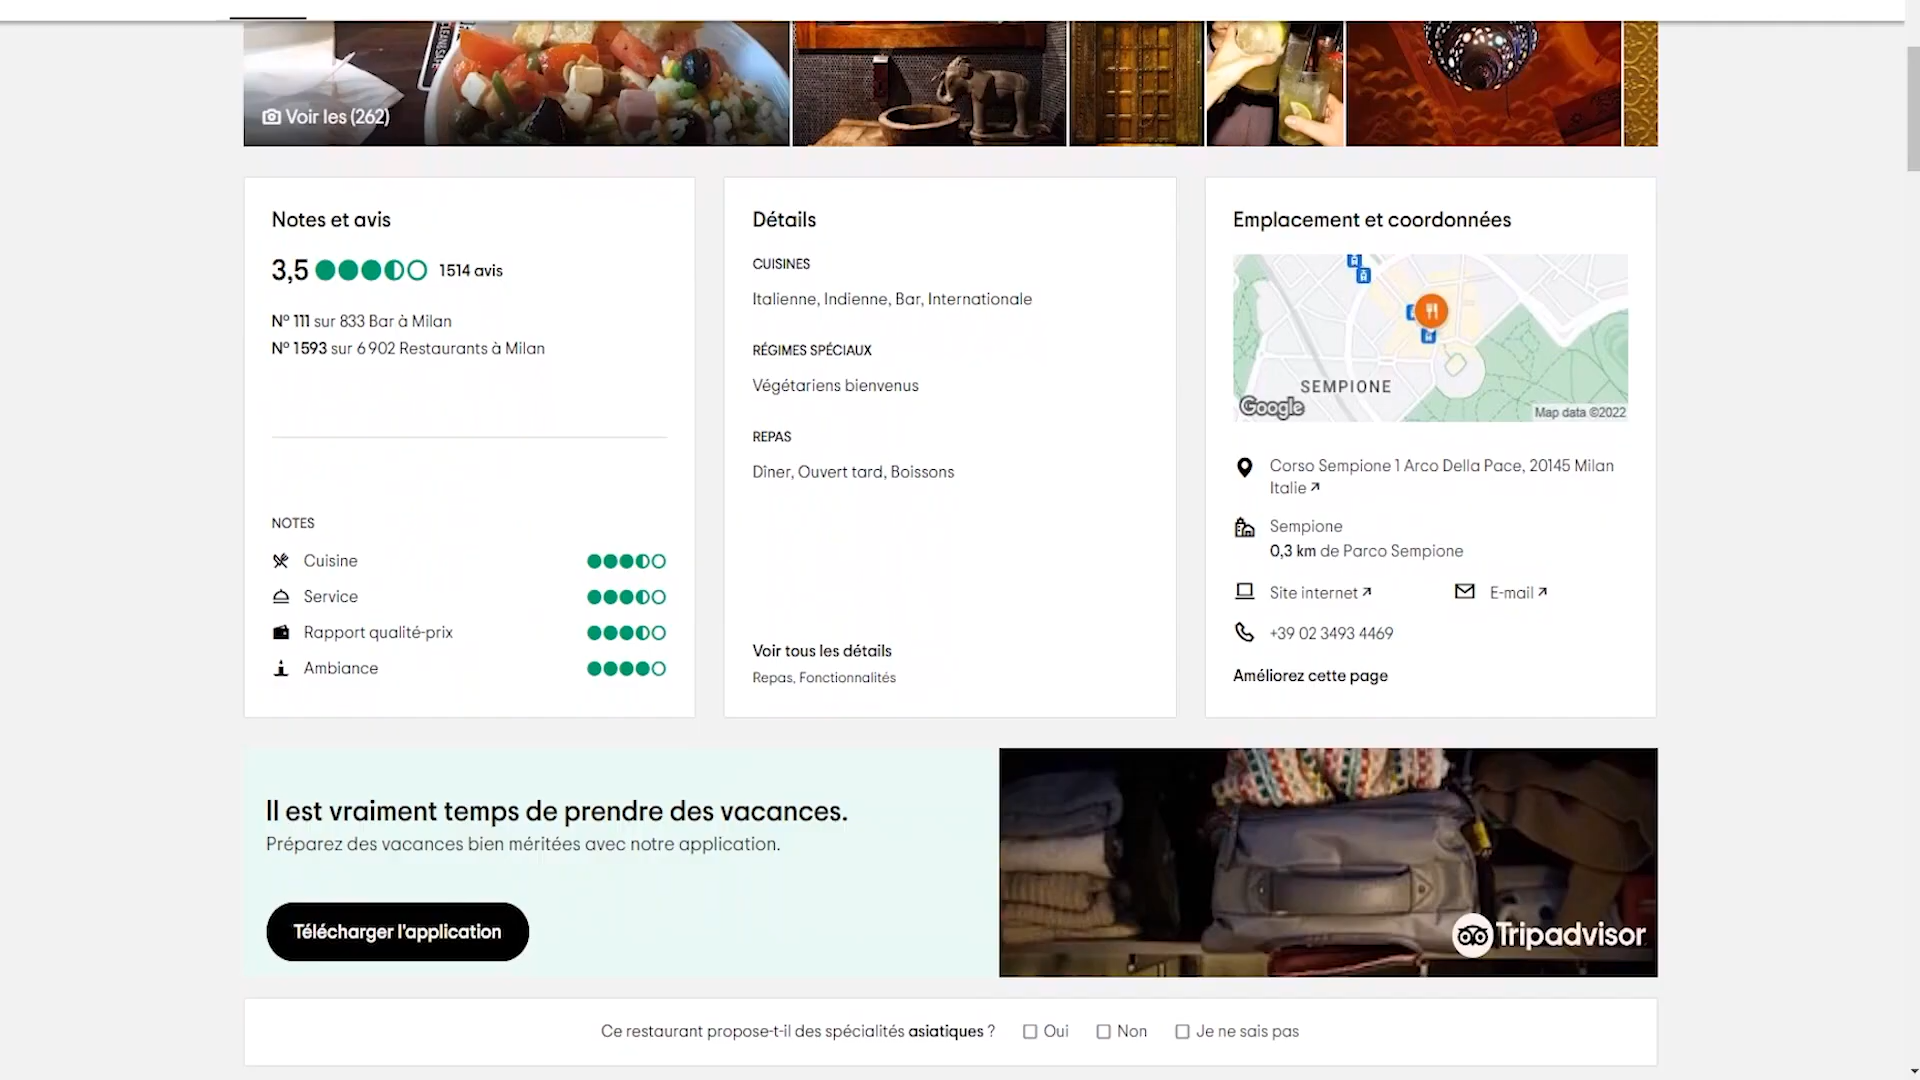 Voir les (262)
Notes et avis
3,5 1 514 avis
Nº 111 sur 833 Bar à Milan
Nº 1593 sur 6 902 Restaurants à Milan
NOTES
Cuisine
Service
Rapport qualité-prix
Ambiance
Détails
CUISINES
Italienne, Indienne, Bar, Internationale
RÉGIMES SPÉCIAUX
Végétariens bienvenus
REPAS
Dîner, Ouvert tard, Boissons
Voir tous les détails
Repas, Fonctionnalités
Emplacement et coordonnées
SEMPIONE
Google
Map data ©2022
Corso Sempione 1 Arco Della Pace, 20145 Milan
Italie
Sempione
0,3 km de Parco Sempione
Site internet E-mail
+39 02 3493 4469
Améliorez cette page
Il est vraiment temps de prendre des vacances.
Préparez des vacances bien méritées avec notre application.
Télécharger l'application
Tripadvisor
Ce restaurant propose-t-il des spécialités asiatiques ? Oui Non Je ne sais pas